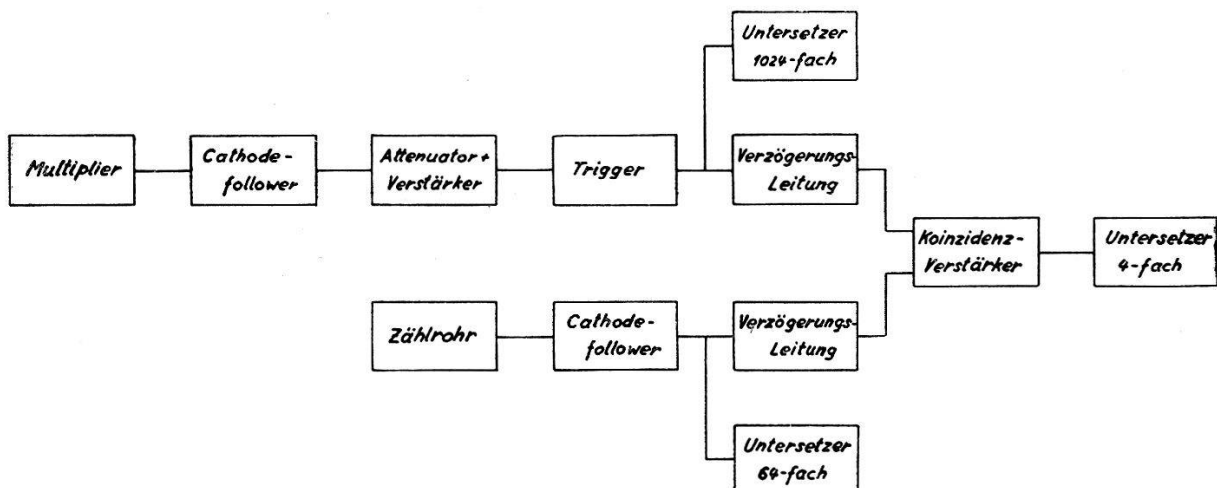 Untersetzer
1024-fach
Multiplier
Cathode-
follower
Attenuator+
Verstärker
Trigger
Verzögerungs-
Leitung
Koinzidenz-
Verstärker
Untersetzer
4-fach
Zählrohr
Cathode-
follower
Verzögerungs-
Leitung
Untersetzer
64-fach